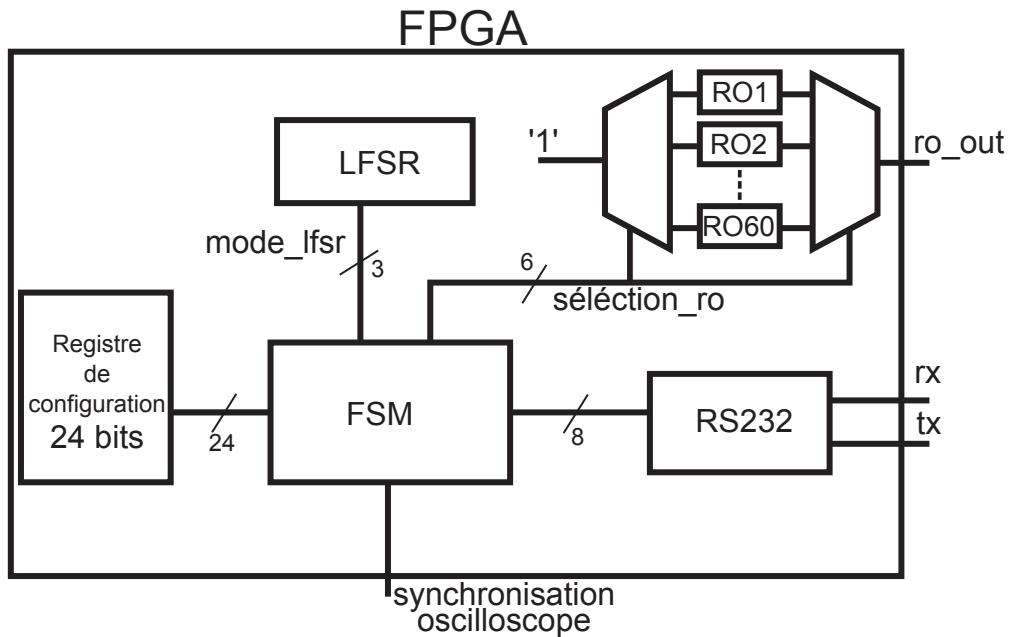 FPGA
RO1
'1'
RO2
ro_out
LFSR
RO60
mode_lfsr
3
6
séléction_ro
Registre
de
configuration
24 bits
24
FSM
8
RS232
rx
tx
synchronisation
oscilloscope